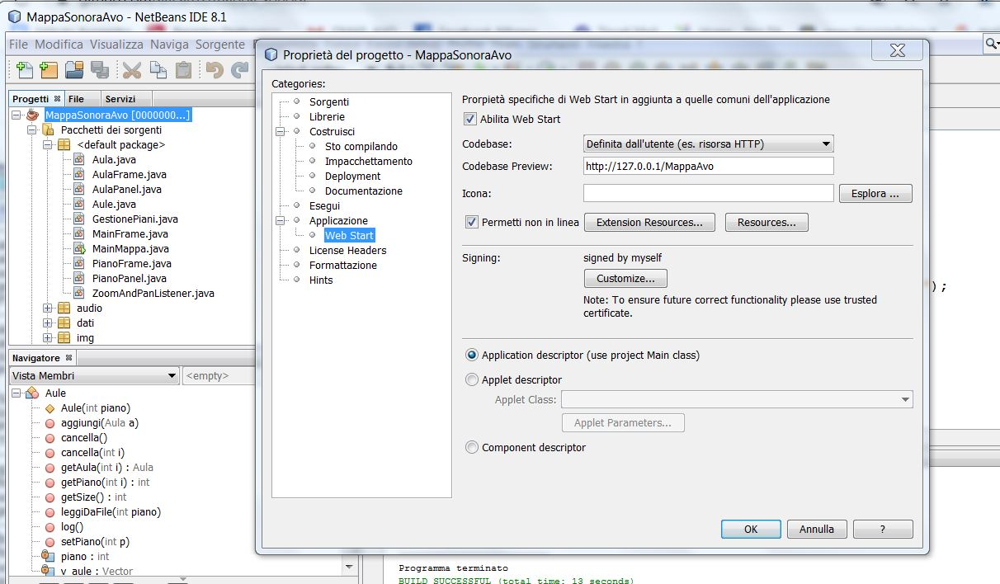 MappaSonoraAvo - NetBeans IDE 8.1
File Modifica Visualizza Naviga Sorgente
Progetti
File
Servizi
MappaSonoraAvo [0000000...]
Pacchetti dei sorgenti
<default package>
Aula.java
AulaFrame.java
AulaPanel.java
Aule.java
GestionePiani.java
MainFrame.java
MainMappa.java
PianoFrame.java
PianoPanel.java
ZoomAndPanListener.java
audio
dati
img
Navigatore
Vista Membri
<empty>
Aule
Aule(int piano)
aggiungi(Aula a)
cancella()
cancella(int i)
getAula(int i) : Aula
getPiano(int i) : int
getSize() : int
leggiDaFile(int piano)
log()
setPiano(int p)
piano : int
v_aule : Vector
Proprietà del progetto - MappaSonoraAvo
Categories:
Sorgenti
Librerie
Costruisci
Sto compilando
Impacchettamento
Deployment
Documentazione
Esegui
Applicazione
Web Start
License Headers
Formattazione
Hints
Prorpietà specifiche di Web Start in aggiunta a quelle comuni dell'applicazione
Abilita Web Start
Codebase:
Definita dall'utente (es. risorsa HTTP)
Codebase Preview:
http://127.0.0.1/MappaAvo
Icona:
Esplora ...
Permetti non in linea
Extension Resources...
Resources...
Signing:
signed by myself
Customize...
Note: To ensure future correct functionality please use trusted
certificate.
Application descriptor (use project Main class)
Applet descriptor
Applet Class:
Applet Parameters...
Component descriptor
OK
Annulla
?
);
Programma terminato
BUILD SUCCESSFUL (total time: 13 seconds)